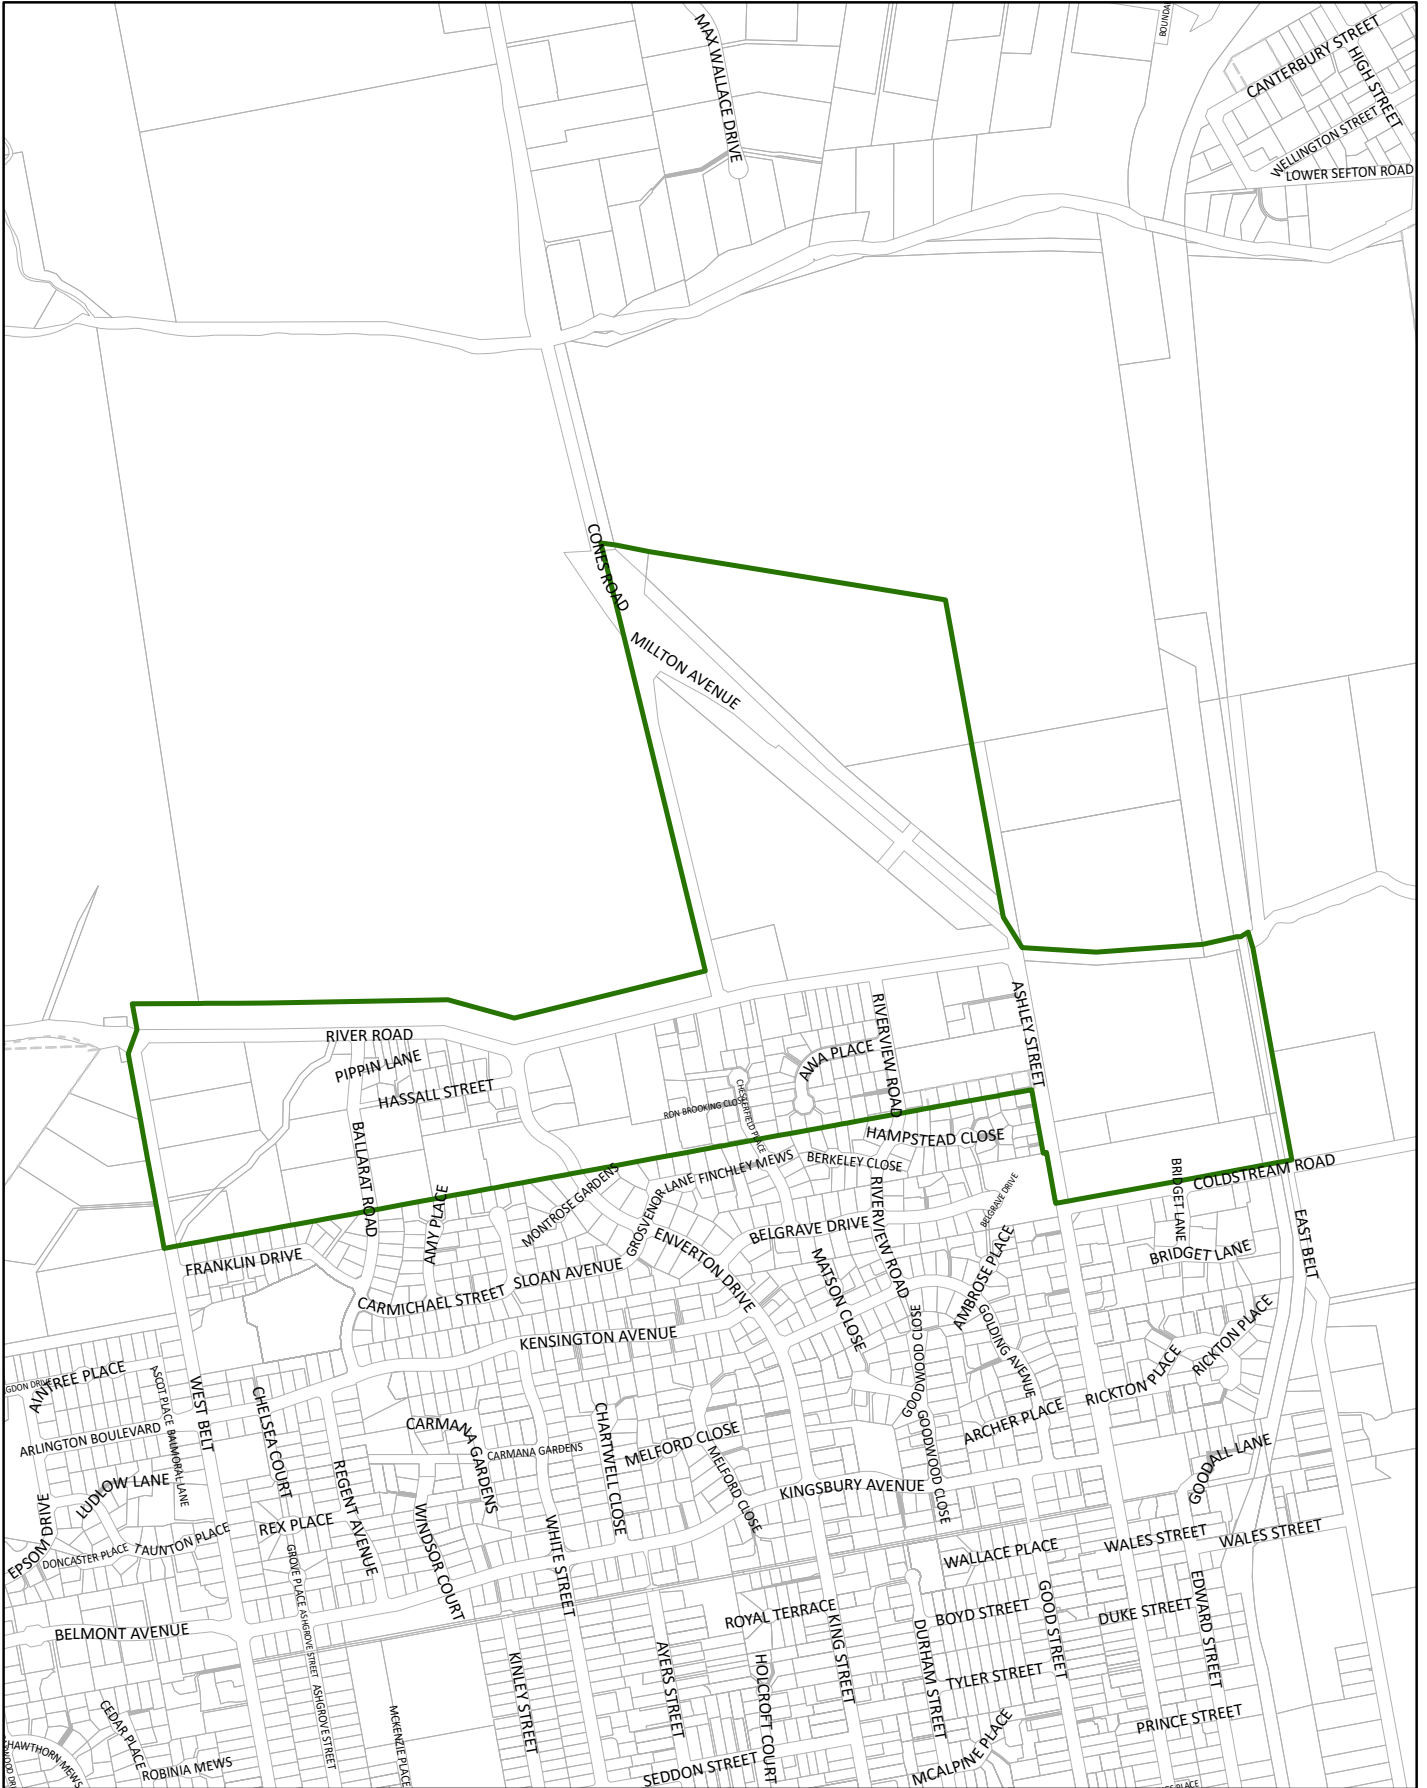 MAX WALLACE DRIVE
BOUNDA
CANTERBURY STREET
HIGH STREET
WELLINGTON STREET
LOWER SEFTON ROAD
CONES ROAD
MILLTON AVENUE
RIVER ROAD
PIPPIN LANE
HASSALL STREET
BALLARAT ROAD
AWA PLACE
RIVERVIEW ROAD
ASHLEY STREET
RON BROOKING CLOSE
CHESTERFIELD PLACE
HAMPSTEAD CLOSE
BERKELEY CLOSE
FINCHLEY MEWS
GROSVENOR LANE
MONTROSE GARDENS
AMY PLACE
BRIDGET LANE
COLDSTREAM ROAD
FRANKLIN DRIVE
CARMICHAEL STREET
SLOAN AVENUE
ENVERTON DRIVE
BELGRAVE DRIVE
BELGRAVE DRIVE
RIVERVIEW ROAD
MATSON CLOSE
AMBROSE PLACE
BRIDGET LANE
EAST BELT
KENSINGTON AVENUE
GOODWOOD CLOSE
GOLDING AVENUE
RICKTON PLACE
RICKTON PLACE
GDON DRIVE
AINTREE PLACE
ASCOT PLACE
BALMORAL LANE
WEST BELT
CHELSEA COURT
ARLINGTON BOULEVARD
CARMANA GARDENS
CARMANA GARDENS
CHARTWELL CLOSE
MELFORD CLOSE
MELFORD CLOSE
GOODWOOD CLOSE
ARCHER PLACE
GOODALL LANE
LUDLOW LANE
EPSOM DRIVE
DONCASTER PLACE
TAUNTON PLACE
REX PLACE
REGENT AVENUE
WINDSOR COURT
WHITE STREET
KINGSBURY AVENUE
WALLACE PLACE
WALES STREET
WALES STREET
GROVE PLACE
ASHGROVE STREET
BELMONT AVENUE
ROYAL TERRACE
KING STREET
BOYD STREET
GOOD STREET
DUKE STREET
EDWARD STREET
DURHAM STREET
TYLER STREET
KINLEY STREET
AYERS STREET
HOLCROFT COURT
ASHGROVE STREET
MCKENZIE PLACE
CEDAR PLACE
HAWTHORN MEWS
ROBINIA MEWS
SEDDON STREET
MCALPINE PLACE
PRINCE STREET
PLACE